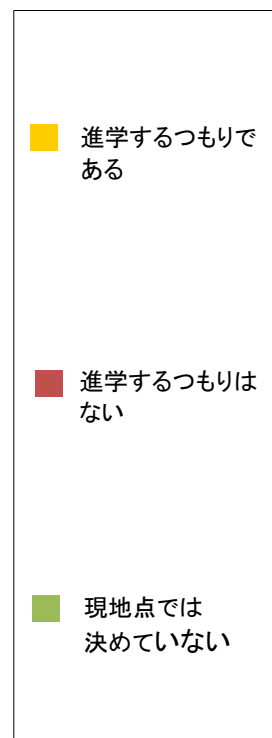 進学するつもりで
ある
進学するつもりは
ない
現地点では
決めていない